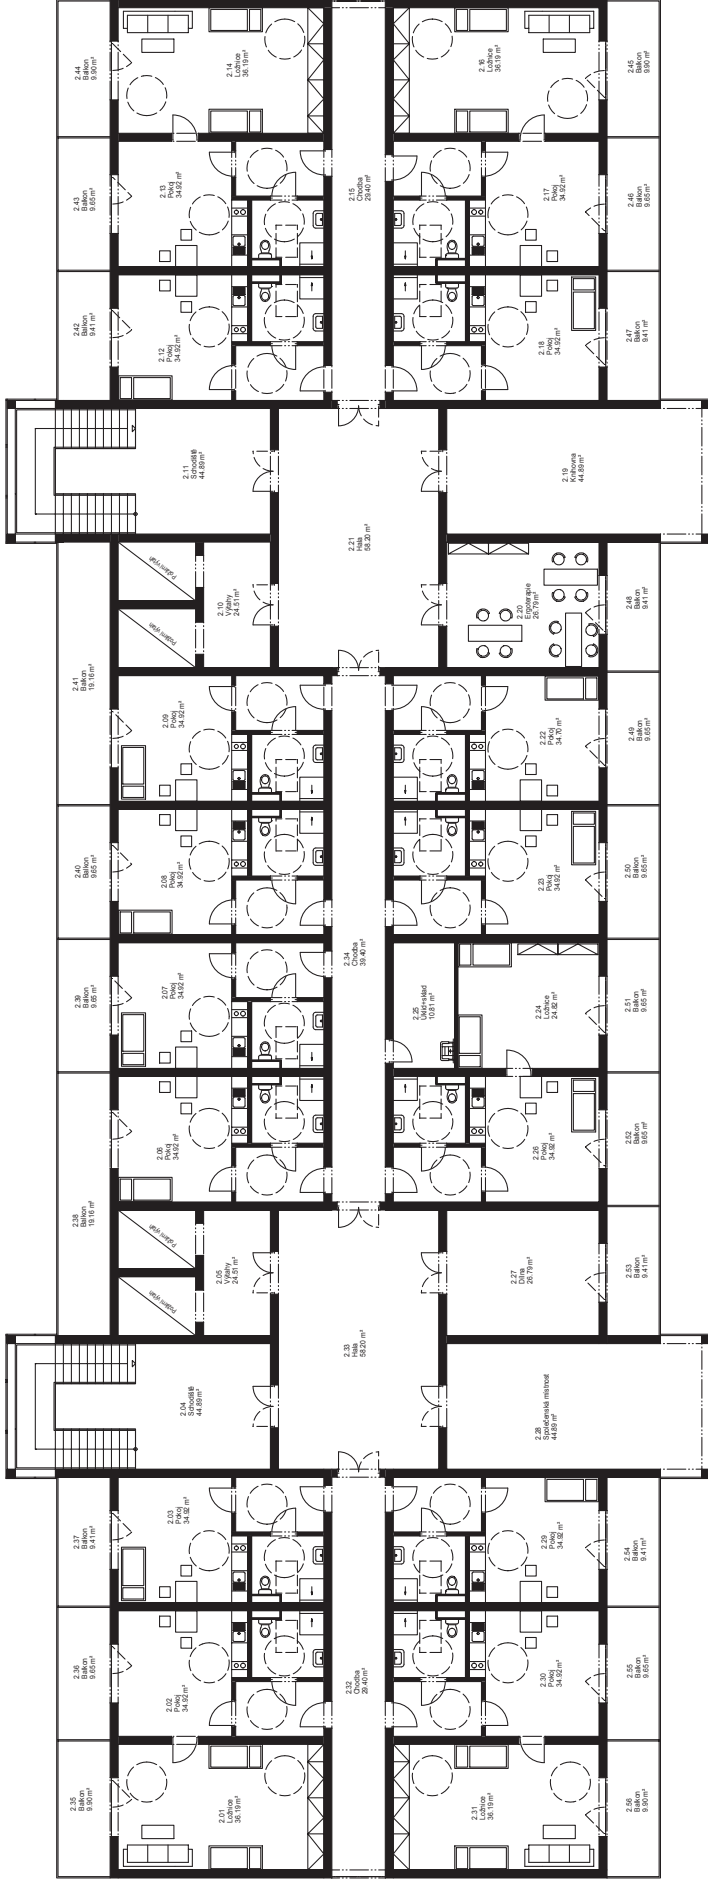 2.44
Balkon
9.90 m²
2.14
Ložnice
36.19 m²
2.16
Ložnice
36.19 m²
2.45
Balkon
9.90 m²
2.43
Balkon
9.65 m²
2.13
Pokoj
34.92 m²
2.15
Chodba
29.40 m²
2.17
Pokoj
34.92 m²
2.46
Balkon
9.65 m²
2.42
Balkon
9.41 m²
2.12
Pokoj
34.92 m²
2.18
Pokoj
34.92 m²
2.47
Balkon
9.41 m²
2.11
Schodiště
44.89 m²
2.19
Knihovna
44.89 m²
2.41
Balkon
19.16 m²
Požární výtah
Požární výtah
2.10
Výtahy
24.51 m²
2.21
Hala
58.20 m²
2.20
Ergoterapie
26.79 m²
2.48
Balkon
9.41 m²
2.09
Pokoj
34.92 m²
2.22
Pokoj
34.70 m²
2.49
Balkon
9.65 m²
2.40
Balkon
9.65 m²
2.08
Pokoj
34.92 m²
2.34
Chodba
39.40 m²
2.23
Pokoj
34.92 m²
2.50
Balkon
9.65 m²
2.39
Balkon
9.65 m²
2.07
Pokoj
34.92 m²
2.25
Úklid+sklad
10.81 m²
2.24
Ložnice
24.82 m²
2.51
Balkon
9.65 m²
2.38
Balkon
19.16 m²
2.06
Pokoj
34.92 m²
2.26
Pokoj
34.92 m²
2.52
Balkon
9.65 m²
Požární výtah
Požární výtah
2.05
Výtahy
24.51 m²
2.33
Hala
58.20 m²
2.27
Dílna
26.79 m²
2.53
Balkon
9.41 m²
2.04
Schodiště
44.89 m²
2.28
Společenská místnost
44.89 m²
2.37
Balkon
9.41 m²
2.03
Pokoj
34.92 m²
2.29
Pokoj
34.92 m²
2.54
Balkon
9.41 m²
2.36
Balkon
9.65 m²
2.02
Pokoj
34.92 m²
2.32
Chodba
29.40 m²
2.30
Pokoj
34.92 m²
2.55
Balkon
9.65 m²
2.35
Balkon
9.90 m²
2.01
Ložnice
36.19 m²
2.31
Ložnice
36.19 m²
2.56
Balkon
9.90 m²